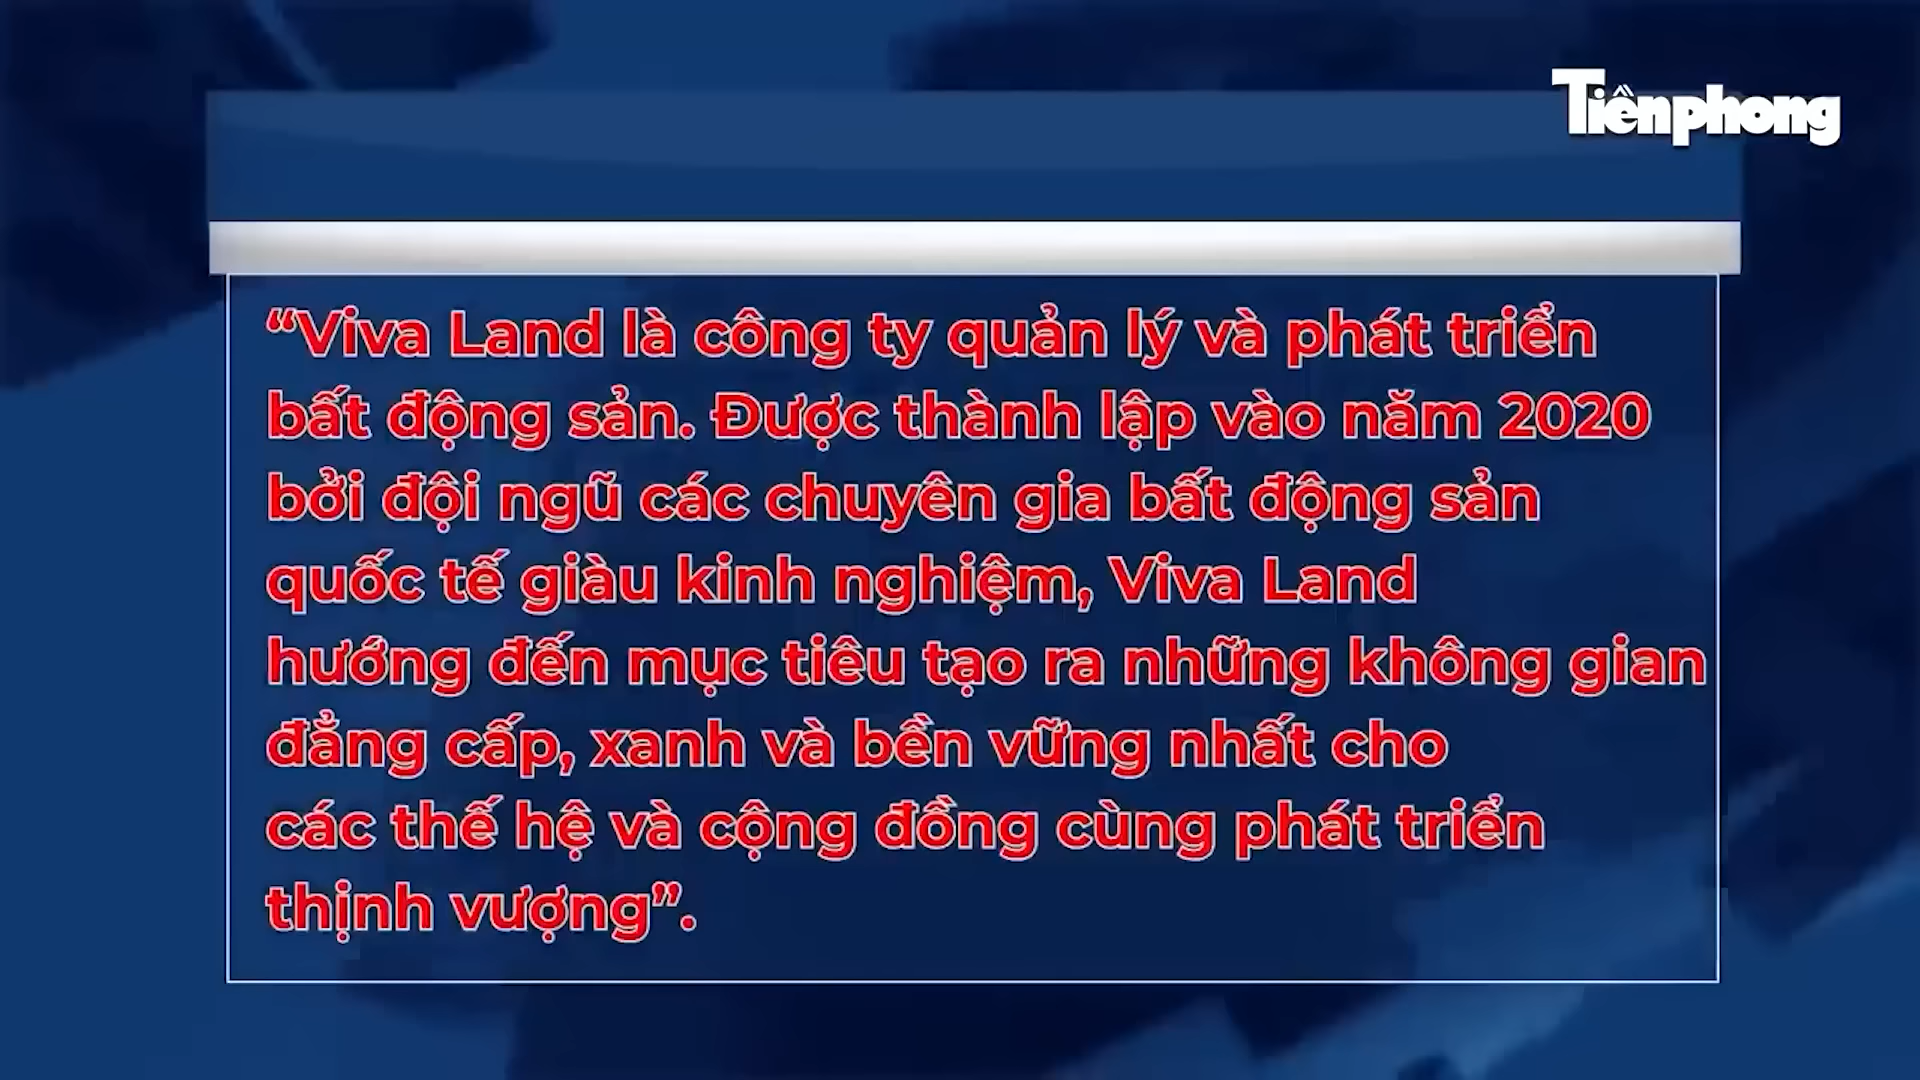 Tiênphong
“Viva Land là công ty quản lý và phát triển
bất động sản. Được thành lập vào năm 2020
bởi đội ngũ các chuyên gia bất động sản
quốc tế giàu kinh nghiệm, Viva Land
hướng đến mục tiêu tạo ra những không gian
đẳng cấp, xanh và bền vững nhất cho
các thế hệ và cộng đồng cùng phát triển
thịnh vượng”.